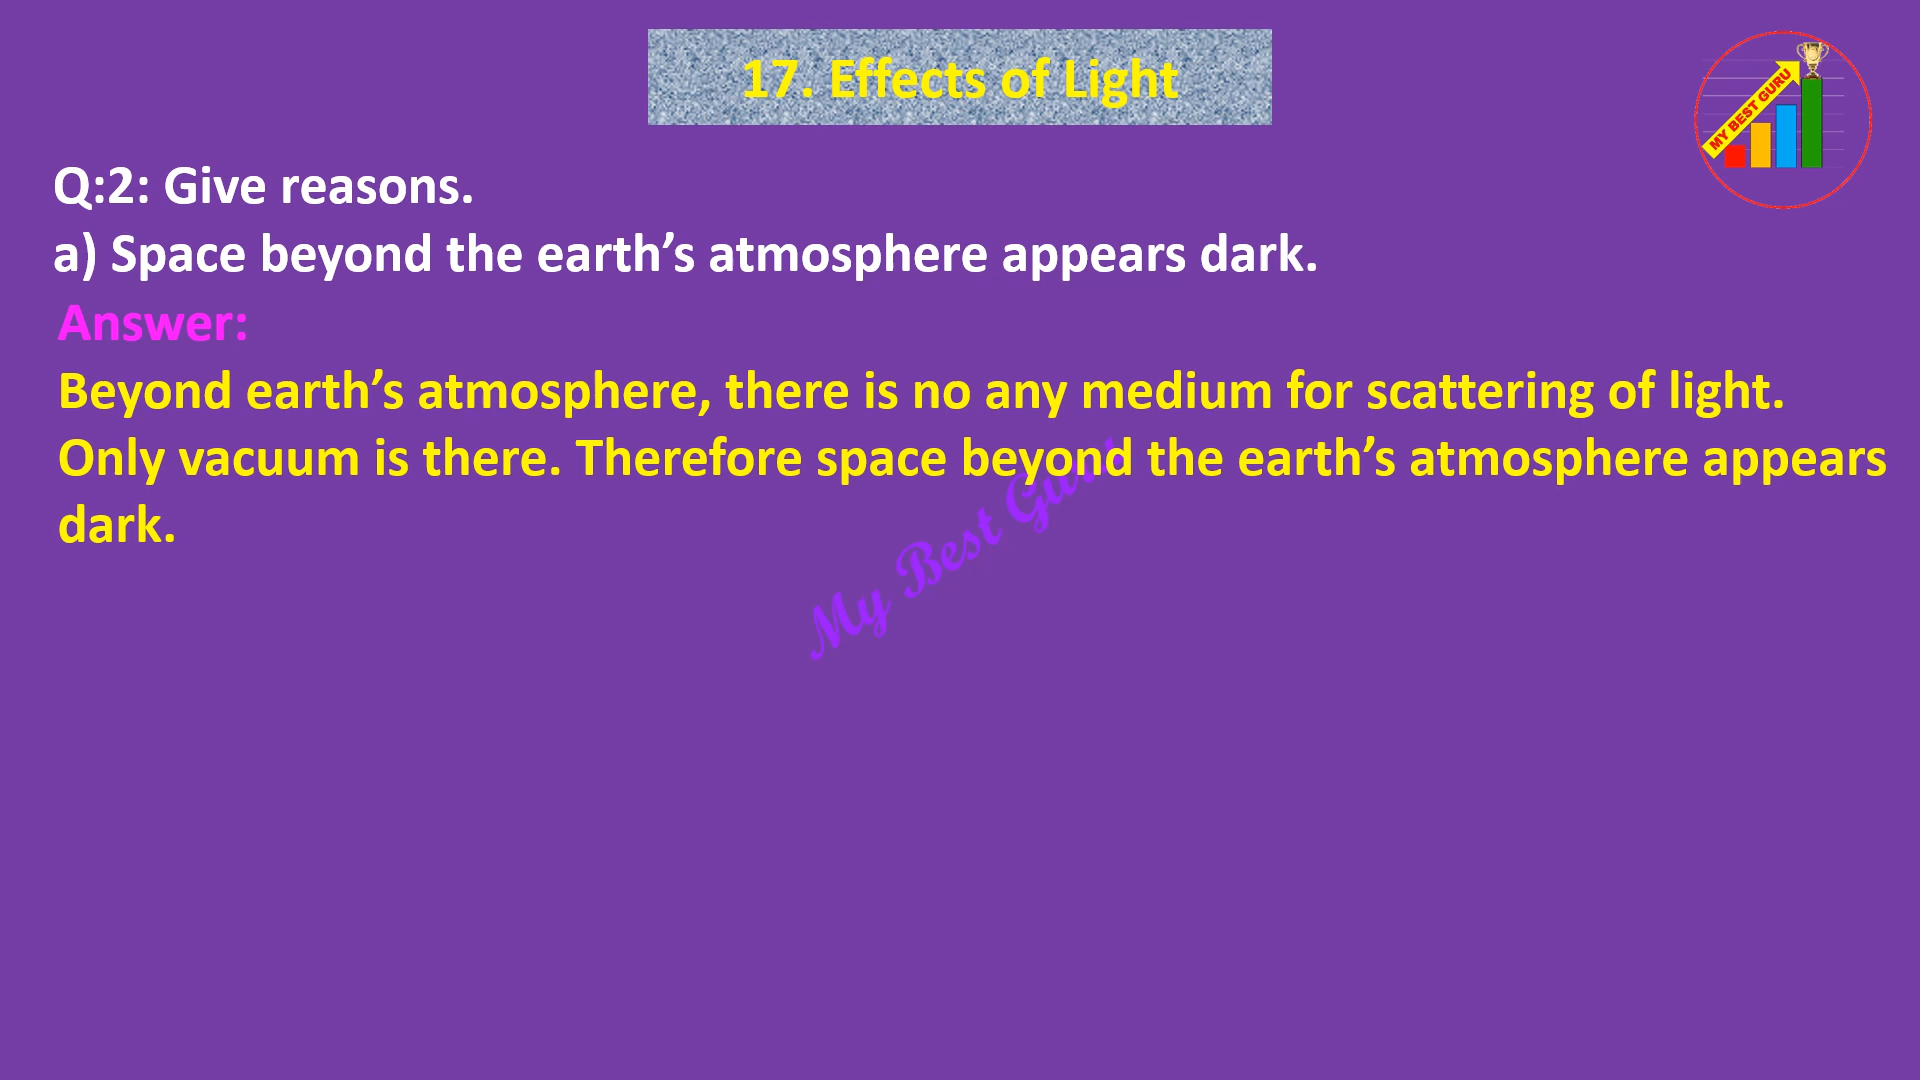 17. Effects of Light
MY BEST GURU
Q:2: Give reasons.
a) Space beyond the earth’s atmosphere appears dark.
Answer:
Beyond earth’s atmosphere, there is no any medium for scattering of light.
Only vacuum is there. Therefore space beyond the earth’s atmosphere appears
dark.
My Best Guru